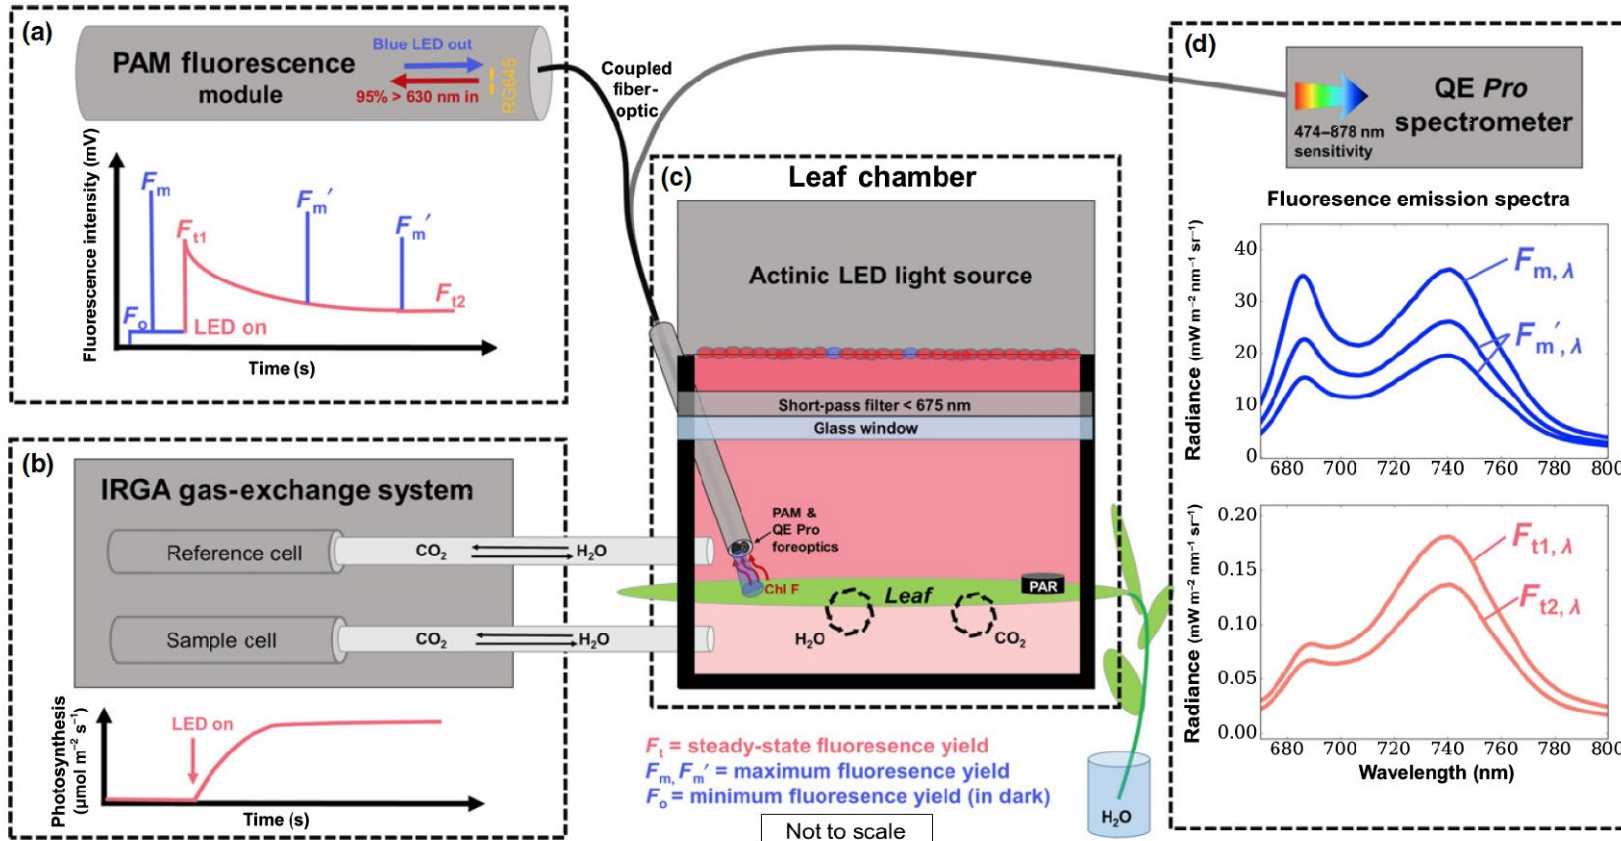 (a)
PAM fluorescence
module
Blue LED out
95% > 630 nm in
RG645
Fluorescence intensity (mV)
Fm
Ft1
Fm′
Fm′
Fo
Ft2
LED on
Time (s)
Coupled
fiber-
optic
(b)
IRGA gas-exchange system
Reference cell
CO2
H2O
Sample cell
CO2
H2O
Photosynthesis
(μmol m−2 s−1)
LED on
Time (s)
(c)
Leaf chamber
Actinic LED light source
Short-pass filter < 675 nm
Glass window
PAM &
QE Pro
foreoptics
Chl F
Leaf
PAR
H2O
CO2
Ft = steady-state fluoresence yield
Fm, Fm′ = maximum fluoresence yield
Fo = minimum fluoresence yield (in dark)
Not to scale
H2O
(d)
QE Pro
spectrometer
474–878 nm
sensitivity
Fluoresence emission spectra
Radiance (mW m−2 nm−1 sr−1)
40
30
20
10
0
Fm, λ
Fm′, λ
680 700 720 740 760 780 800
Radiance (mW m−2 nm−1 sr−1)
0.20
0.15
0.10
0.05
0.00
Ft1, λ
Ft2, λ
680 700 720 740 760 780 800
Wavelength (nm)